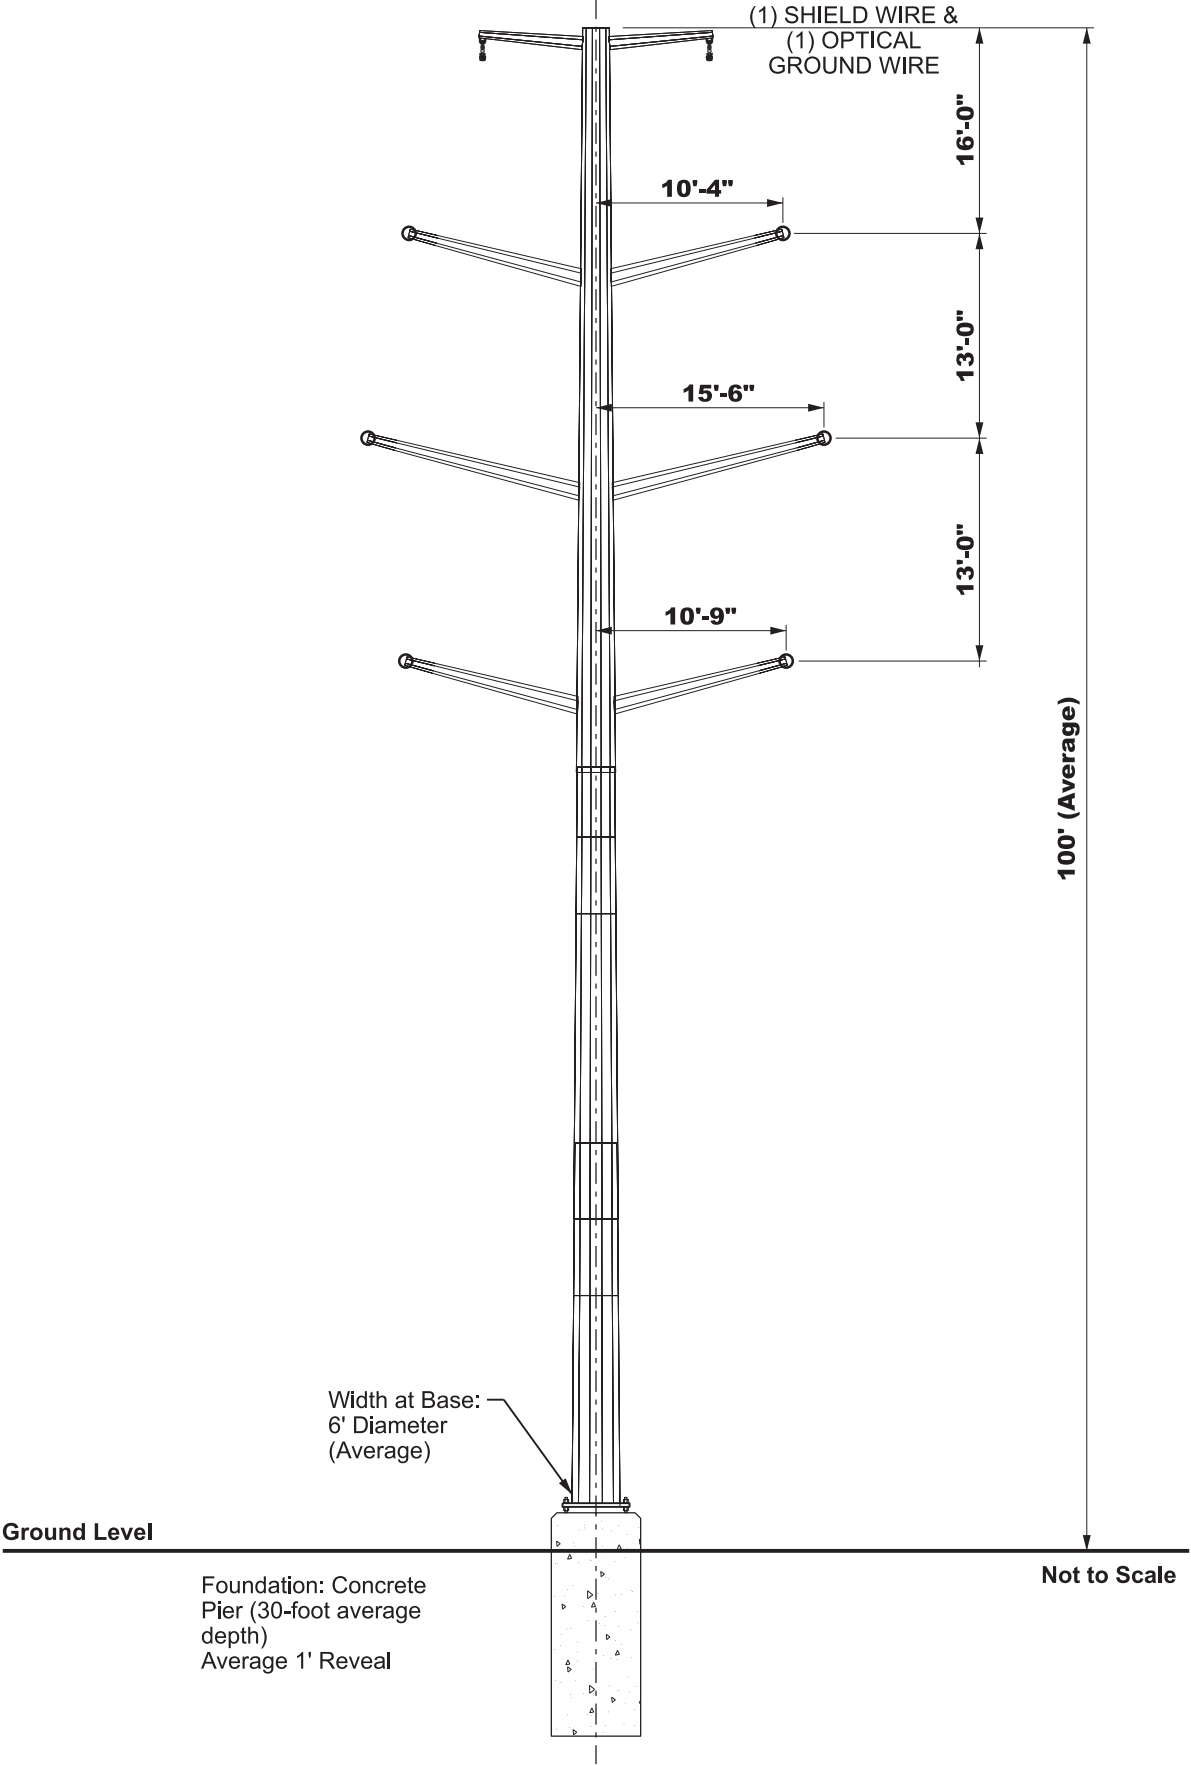 (1) SHIELD WIRE &
(1) OPTICAL
GROUND WIRE
16'-0"
10'-4"
13'-0"
15'-6"
13'-0"
10'-9"
100' (Average)
Width at Base:
6' Diameter
(Average)
Ground Level
Not to Scale
Foundation: Concrete
Pier (30-foot average
depth)
Average 1' Reveal